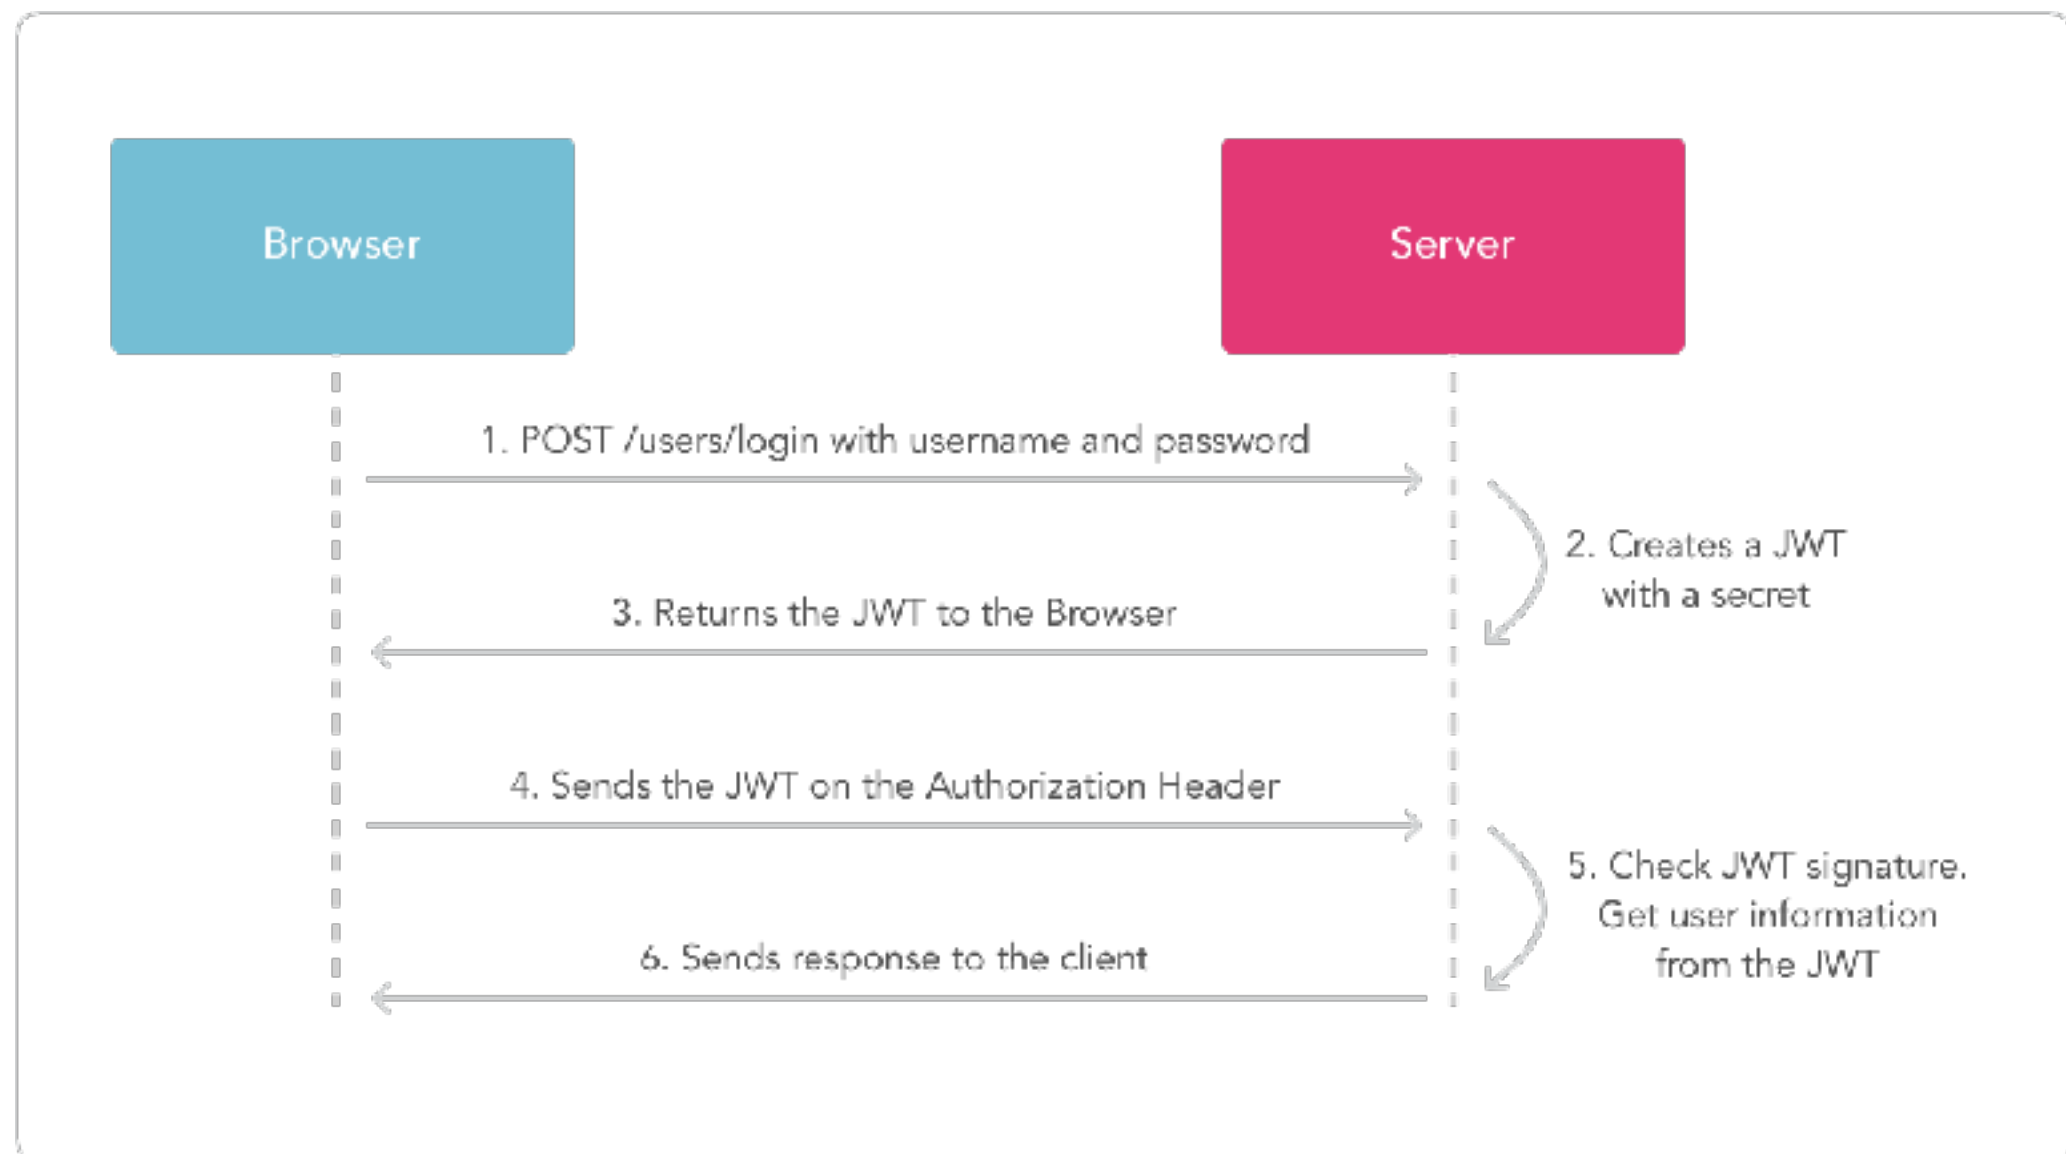 Browser
Server
1. POST /users/login with username and password
2. Creates a JWT
with a secret
3. Returns the JWT to the Browser
4. Sends the JWT on the Authorization Header
5. Check JWT signature.
Get user information
from the JWT
6. Sends response to the client